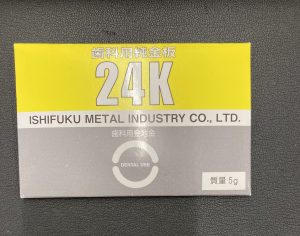 歯科用純金板
24K
ISHIFUKU METAL INDUSTRY CO., LTD.
歯科用金地金
DENTAL USE
質量 5g